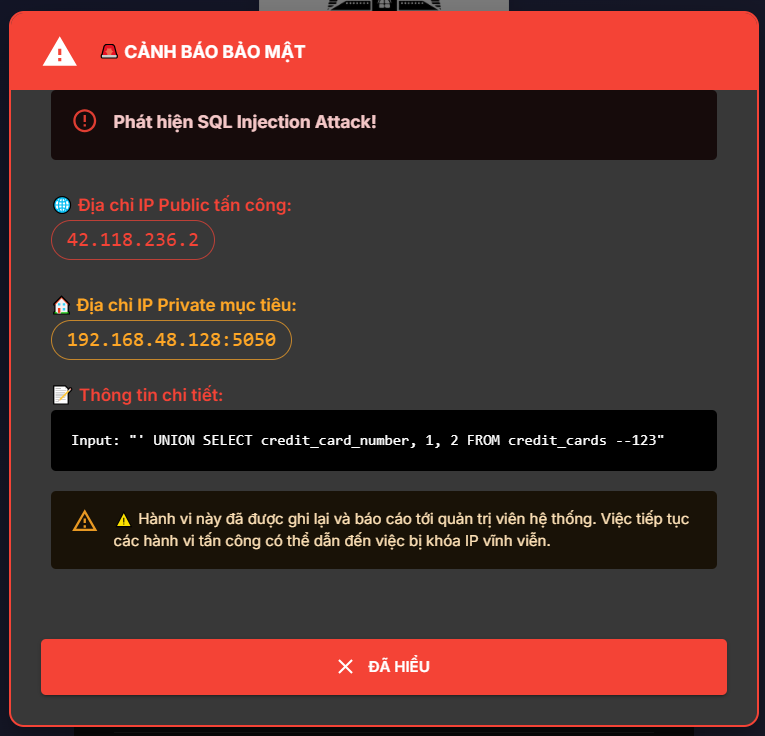 🚨 CẢNH BÁO BẢO MẬT
Phát hiện SQL Injection Attack!
🌐 Địa chỉ IP Public tấn công:
42.118.236.2
🏠 Địa chỉ IP Private mục tiêu:
192.168.48.128:5050
📝 Thông tin chi tiết:
Input: "' UNION SELECT credit_card_number, 1, 2 FROM credit_cards --123"
⚠️ Hành vi này đã được ghi lại và báo cáo tới quản trị viên hệ thống. Việc tiếp tục
các hành vi tấn công có thể dẫn đến việc bị khóa IP vĩnh viễn.
ĐÃ HIỂU